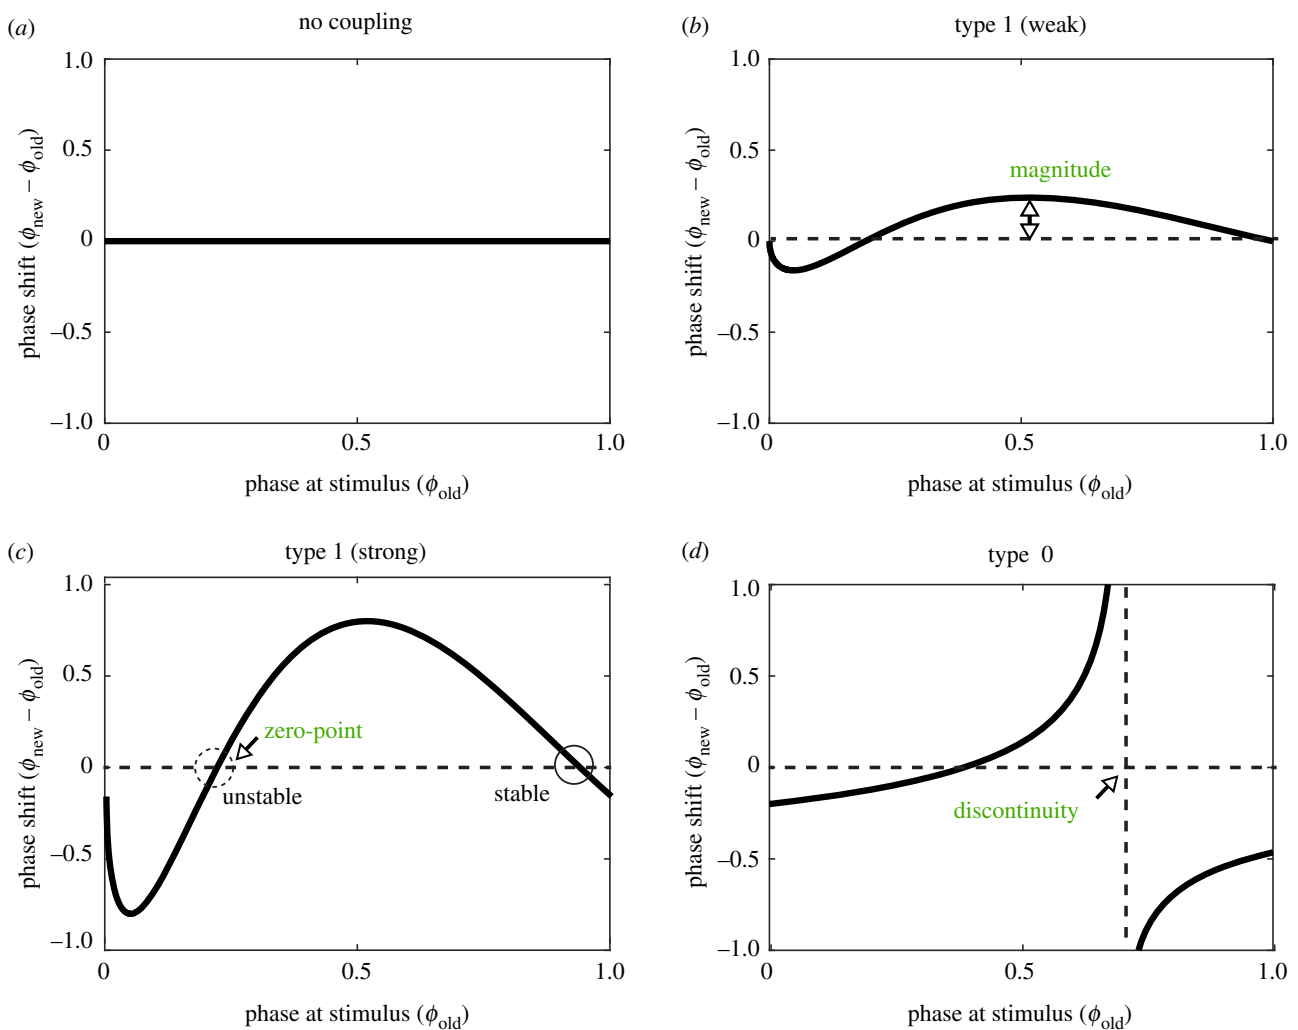 (a)
no coupling
1.0
0.5
0
–0.5
–1.0
phase shift (ϕnew – ϕold)
0
0.5
1.0
phase at stimulus (ϕold)
(b)
type 1 (weak)
1.0
0.5
0
–0.5
–1.0
phase shift (ϕnew – ϕold)
magnitude
0
0.5
1.0
phase at stimulus (ϕold)
(c)
type 1 (strong)
1.0
0.5
0
–0.5
–1.0
phase shift (ϕnew – ϕold)
zero-point
unstable
stable
0
0.5
1.0
phase at stimulus (ϕold)
(d)
type 0
1.0
0.5
0
–0.5
–1.0
phase shift (ϕnew – ϕold)
discontinuity
0
0.5
1.0
phase at stimulus (ϕold)